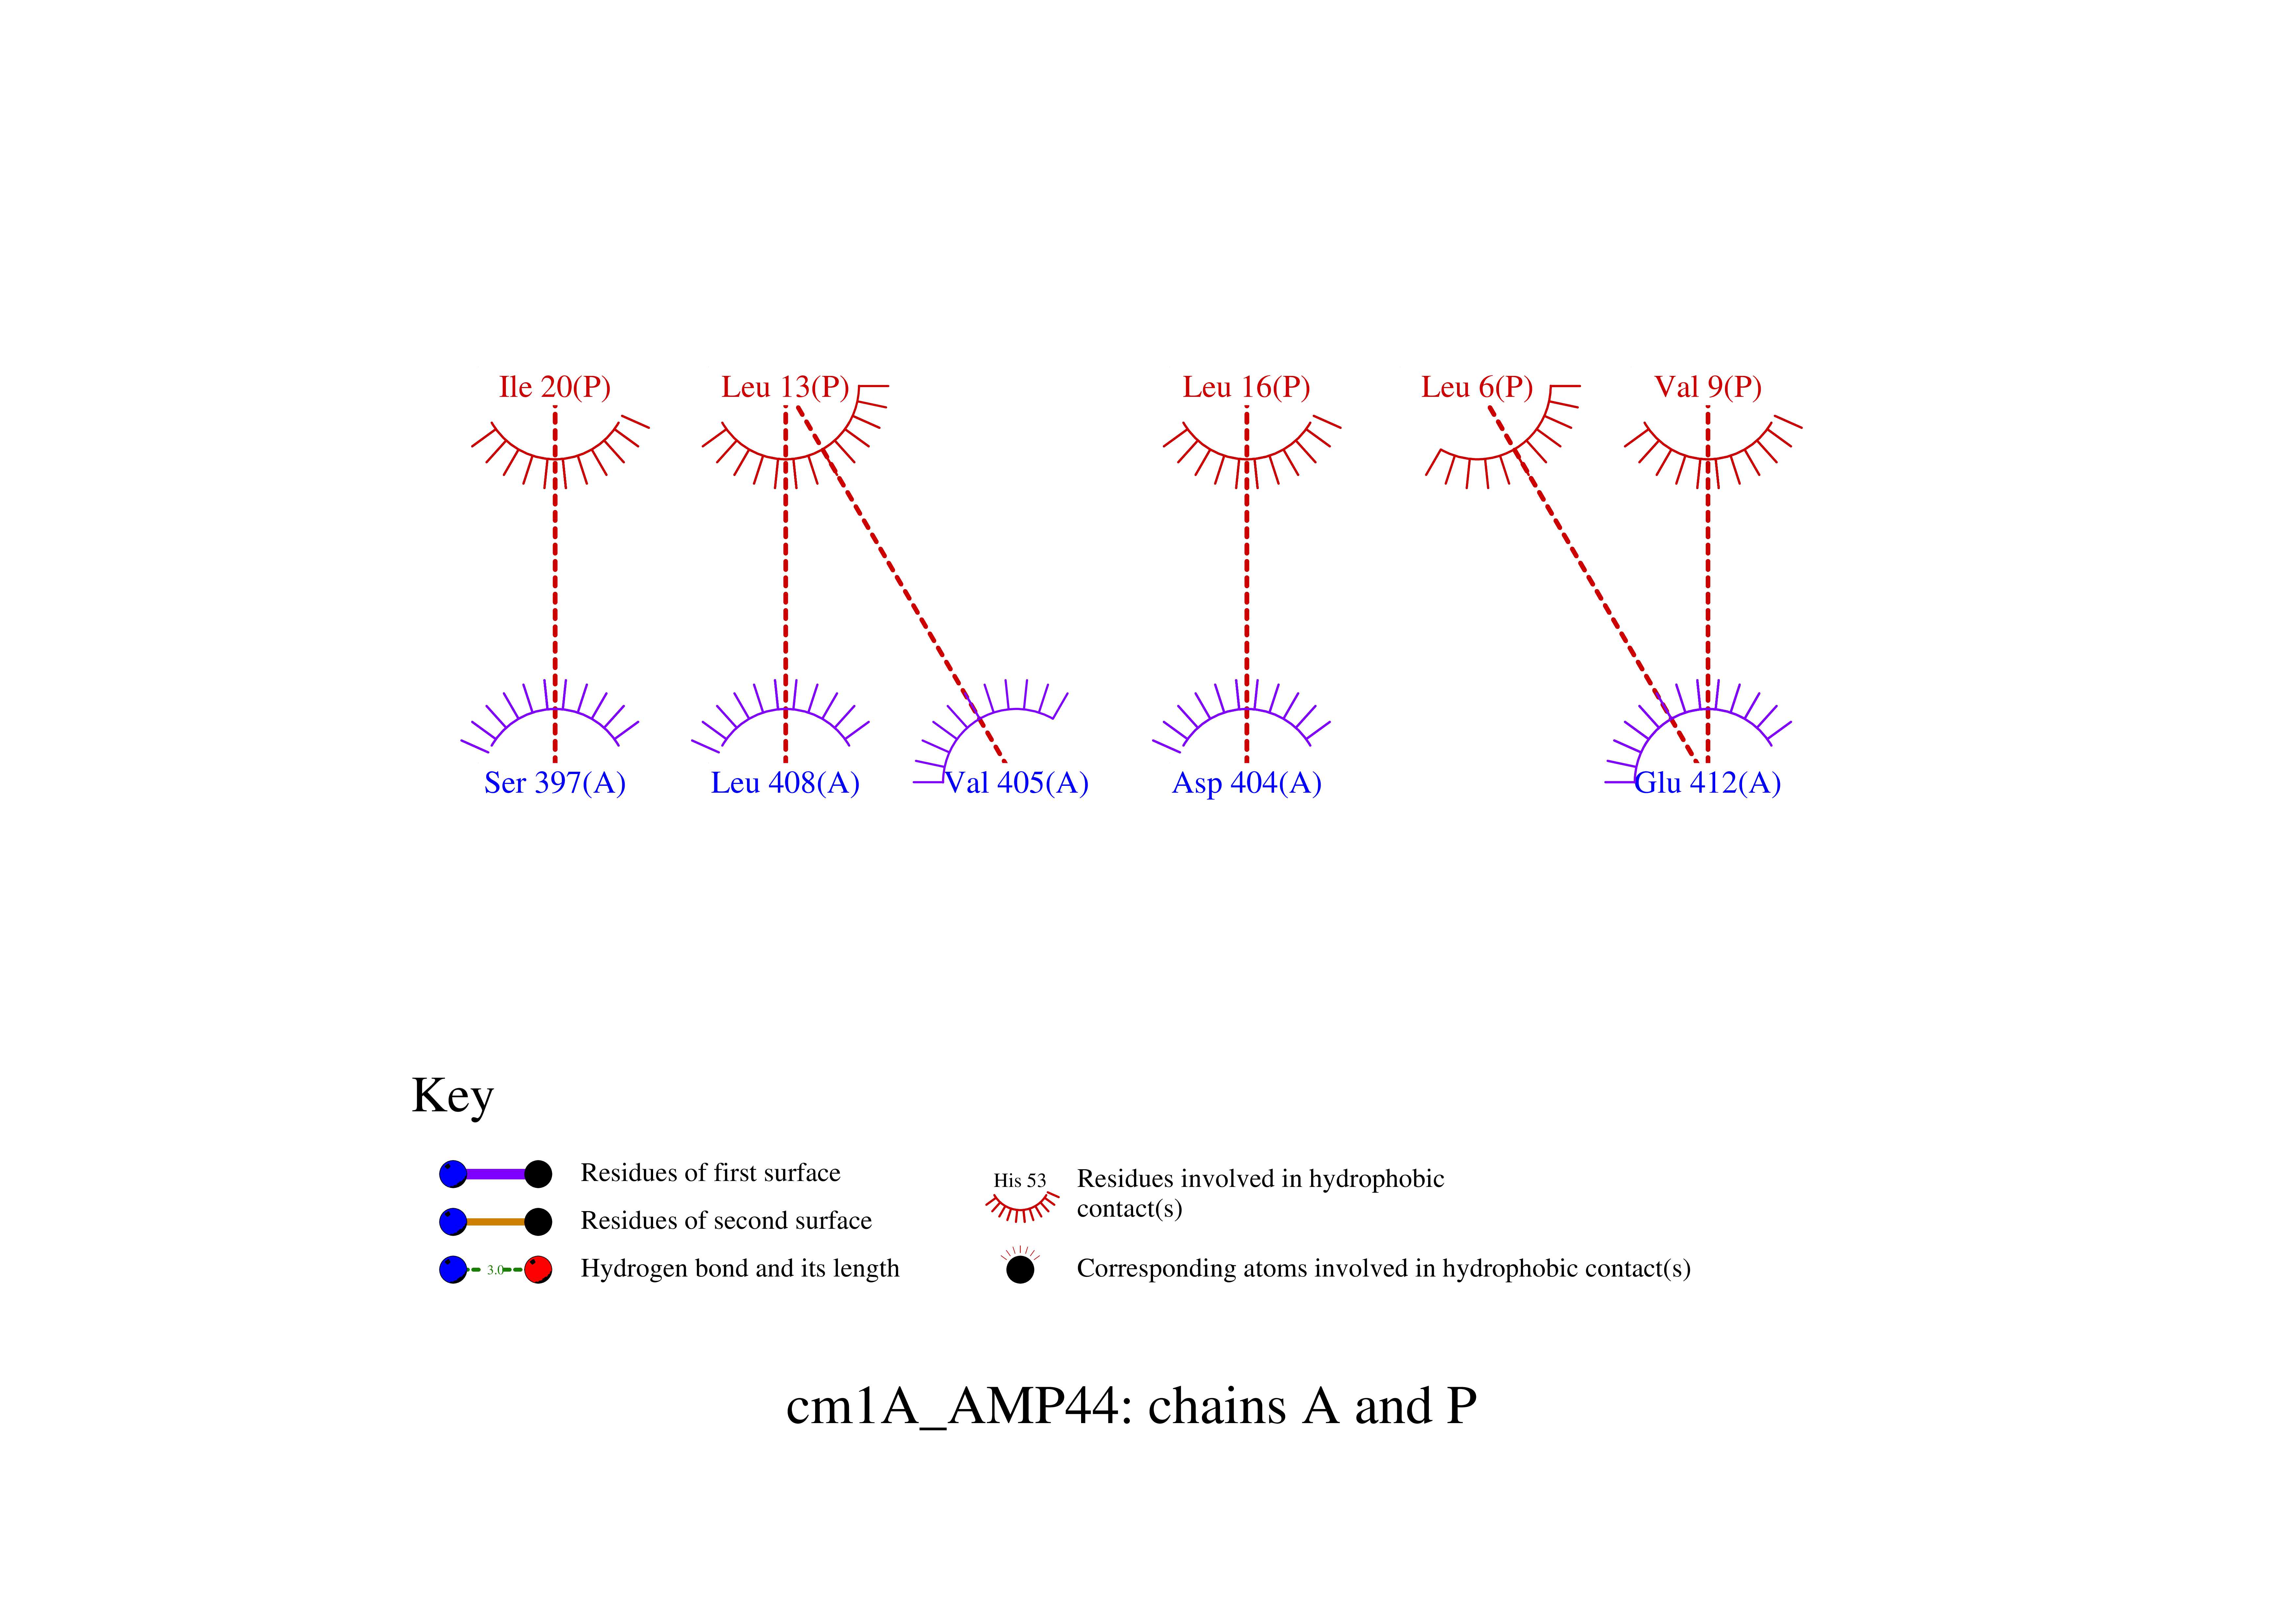 Ile 20(P) Leu 13(P) Leu 16(P) Leu 6(P) Val 9(P)
Ser 397(A) Leu 408(A) Val 405(A) Asp 404(A) Glu 412(A)
Key
Residues of first surface
Residues of second surface
3.0 Hydrogen bond and its length
His 53 Residues involved in hydrophobic
contact(s)
Corresponding atoms involved in hydrophobic contact(s)
cm1A_AMP44: chains A and P